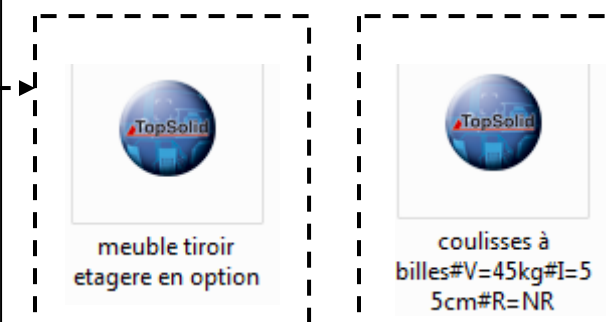 TopSolid
meuble tiroir
etagere en option
TopSolid
coulisses à
billes#V=45kg#I=5
5cm#R=NR